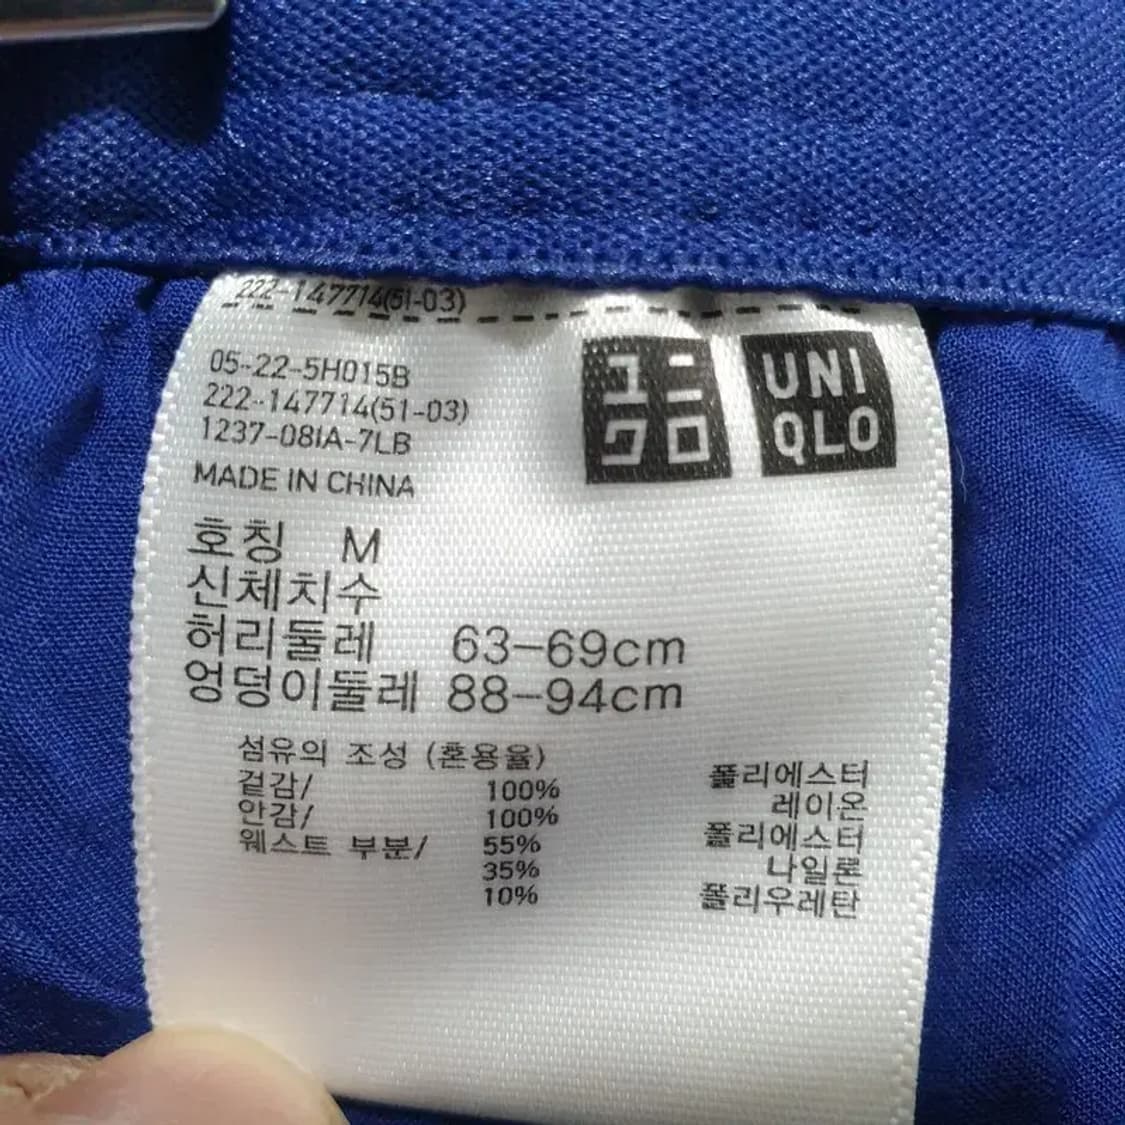 222-147714(51-03)
ユニ
クロ
UNI
QLO
05-22-5H015B
222-147714(51-03)
1237-08IA-7LB
MADE IN CHINA
호칭 M
신체치수
허리둘레 63-69cm
엉덩이둘레 88-94cm
섬유의 조성 (혼용율)
겉감/ 100% 폴리에스터
안감/ 100% 레이온
웨스트 부분/ 55% 폴리에스터
35% 나일론
10% 폴리우레탄